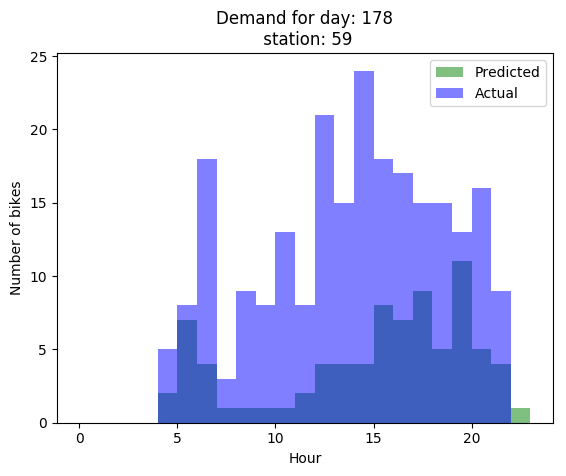 Demand for day: 178
station: 59
25
20
15
10
5
0
Number of bikes
Predicted
Actual
0
5
10
15
20
Hour